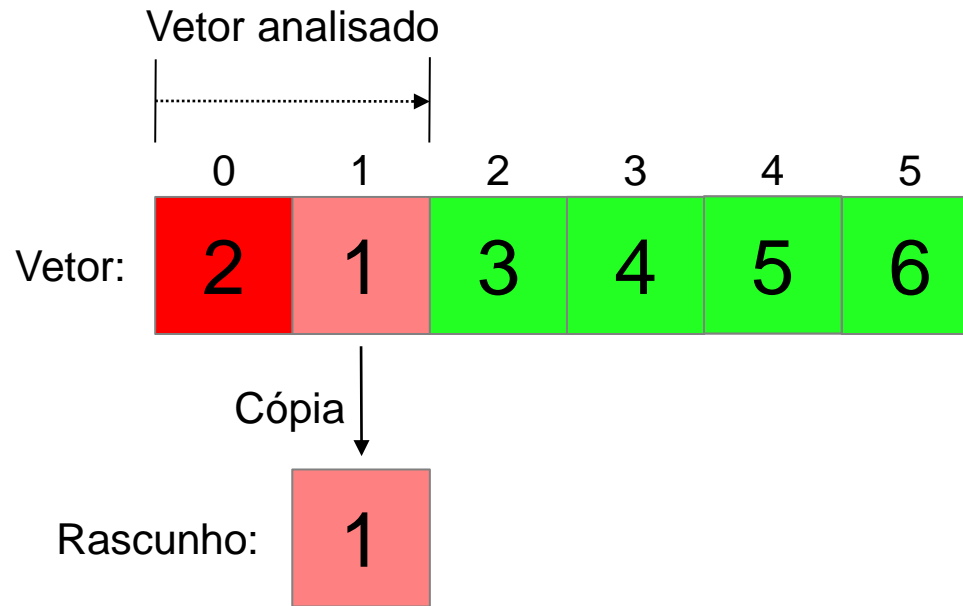 Vetor analisado
0 1 2 3 4 5
Vetor: 2 1 3 4 5 6
Cópia
Rascunho: 1